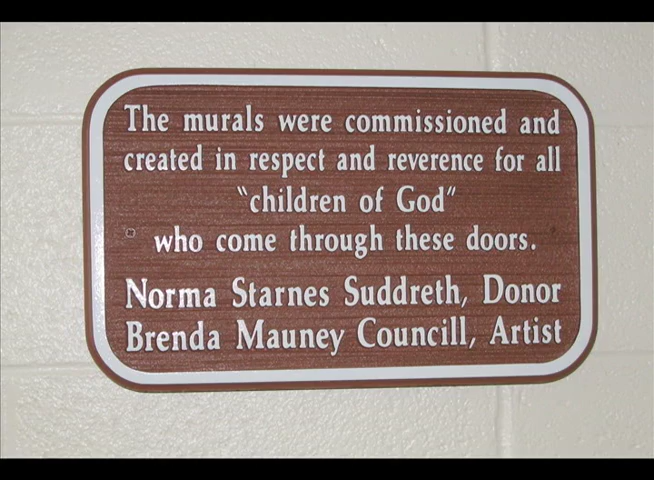 The murals were commissioned and
created in respect and reverence for all
"children of God"
who come through these doors.
Norma Starnes Suddreth, Donor
Brenda Mauney Councill, Artist